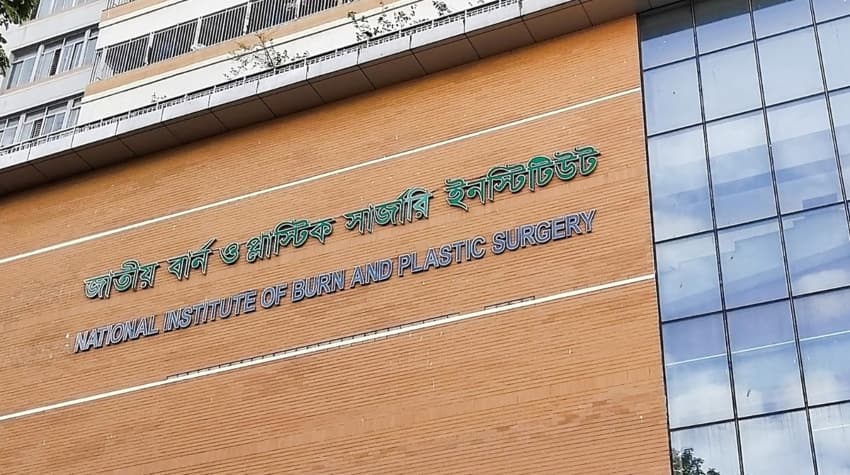 জাতীয় বার্ন ও প্লাস্টিক সার্জারি ইনস্টিটিউট
NATIONAL INSTITUTE OF BURN AND PLASTIC SURGERY